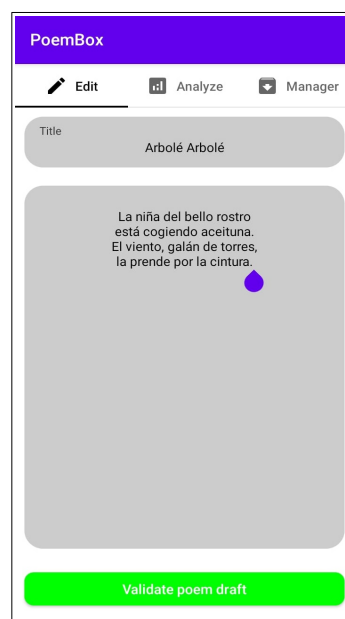 PoemBox
Edit Analyze Manager
Title
Arbolé Arbolé
La niña del bello rostro
está cogiendo aceituna.
El viento, galán de torres,
la prende por la cintura.
Validate poem draft